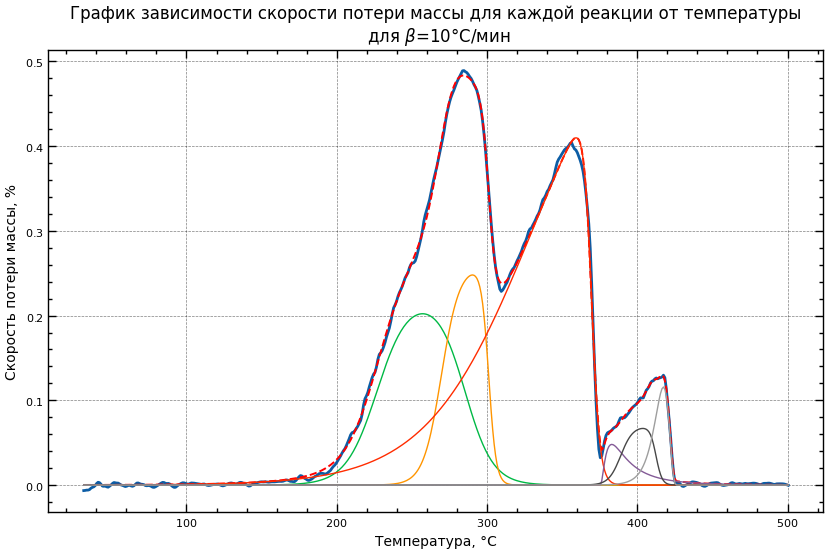 График зависимости скорости потери массы для каждой реакции от температуры
для β=10°C/мин
0.5
0.4
0.3
0.2
0.1
0.0
Скорость потери массы, %
100 200 300 400 500
Температура, °C